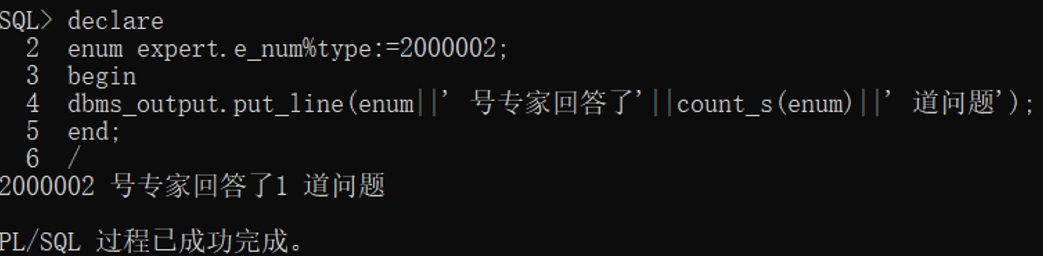 SQL> declare
  2  enum expert.e_num%type:=2000002;
  3  begin
  4  dbms_output.put_line(enum||' 号专家回答了'||count_s(enum)||' 道问题');
  5  end;
  6  /
2000002 号专家回答了1 道问题
PL/SQL 过程已成功完成。